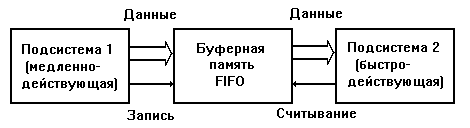 Данные
Данные
Подсистема 1
(медленно-
действующая)
Буферная
память
FIFO
Подсистема 2
(быстро-
действующая)
Запись
Считывание